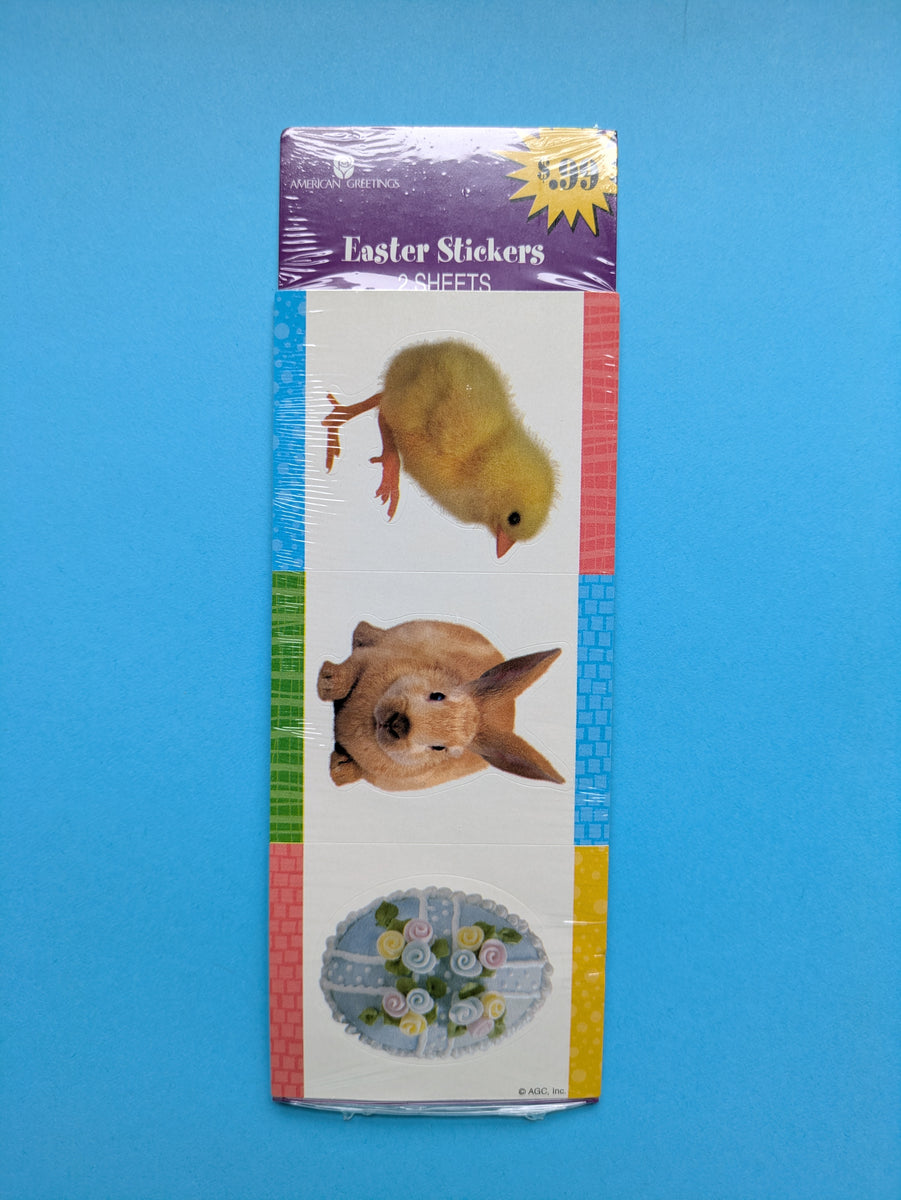 AMERICAN GREETINGS
$.99
Easter Stickers
2 SHEETS
© AGC, Inc.